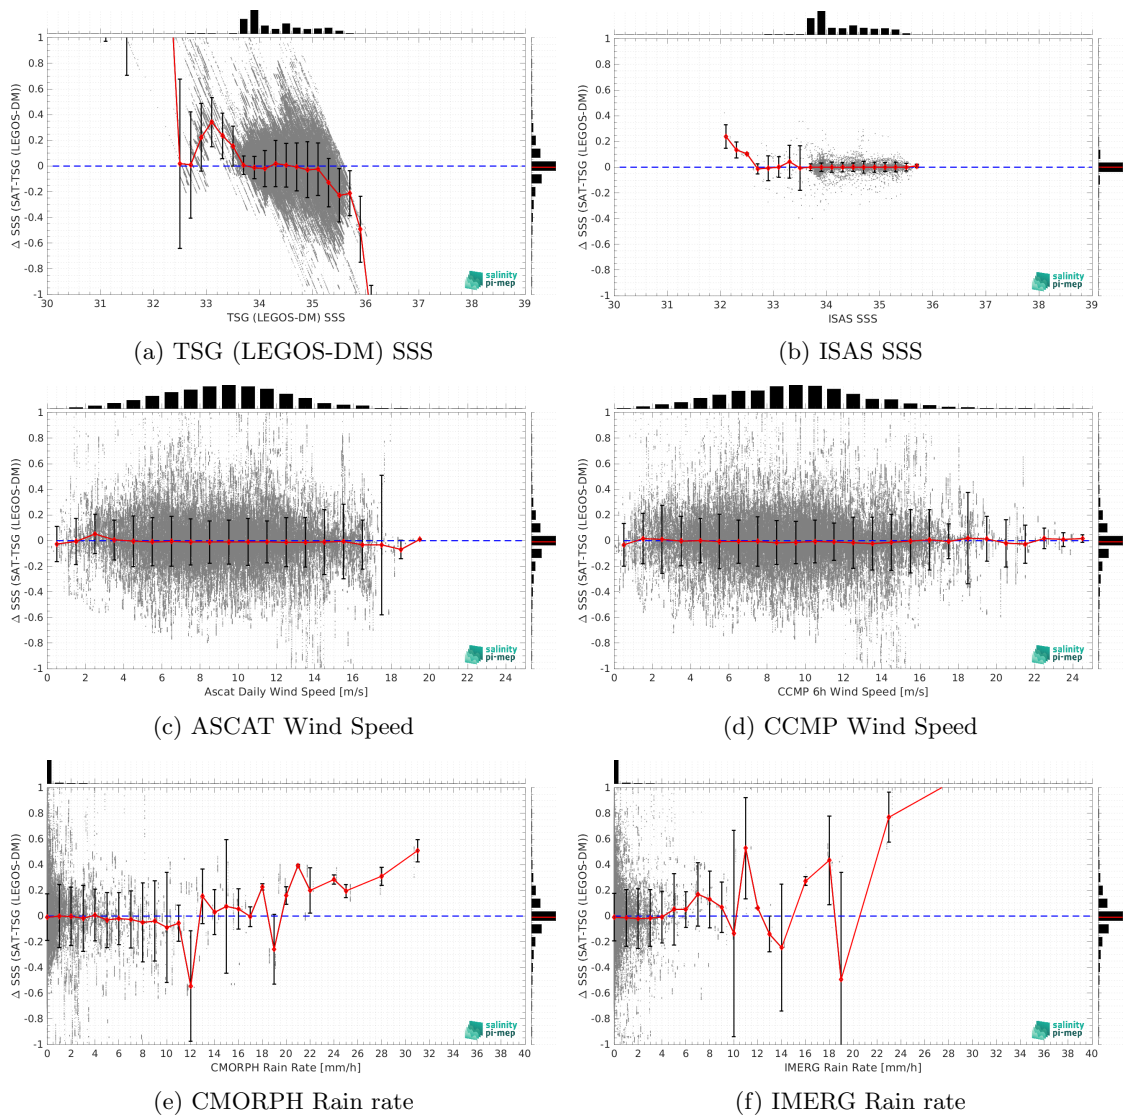 Δ SSS (SAT-TSG (LEGOS-DM))
1
0.8
0.6
0.4
0.2
0
-0.2
-0.4
-0.6
-0.8
-1
30 31 32 33 34 35 36 37 38 39
TSG (LEGOS-DM) SSS
salinity
pi-mep
(a) TSG (LEGOS-DM) SSS
Δ SSS (SAT-TSG (LEGOS-DM))
1
0.8
0.6
0.4
0.2
0
-0.2
-0.4
-0.6
-0.8
-1
30 31 32 33 34 35 36 37 38 39
ISAS SSS
salinity
pi-mep
(b) ISAS SSS
Δ SSS (SAT-TSG (LEGOS-DM))
1
0.8
0.6
0.4
0.2
0
-0.2
-0.4
-0.6
-0.8
-1
0 2 4 6 8 10 12 14 16 18 20 22 24
Ascat Daily Wind Speed [m/s]
salinity
pi-mep
(c) ASCAT Wind Speed
Δ SSS (SAT-TSG (LEGOS-DM))
1
0.8
0.6
0.4
0.2
0
-0.2
-0.4
-0.6
-0.8
-1
0 2 4 6 8 10 12 14 16 18 20 22 24
CCMP 6h Wind Speed [m/s]
salinity
pi-mep
(d) CCMP Wind Speed
Δ SSS (SAT-TSG (LEGOS-DM))
1
0.8
0.6
0.4
0.2
0
-0.2
-0.4
-0.6
-0.8
-1
0 2 4 6 8 10 12 14 16 18 20 22 24 26 28 30 32 34 36 38 40
CMORPH Rain Rate [mm/h]
salinity
pi-mep
(e) CMORPH Rain rate
Δ SSS (SAT-TSG (LEGOS-DM))
1
0.8
0.6
0.4
0.2
0
-0.2
-0.4
-0.6
-0.8
-1
0 2 4 6 8 10 12 14 16 18 20 22 24 26 28 30 32 34 36 38 40
IMERG Rain Rate [mm/h]
salinity
pi-mep
(f) IMERG Rain rate